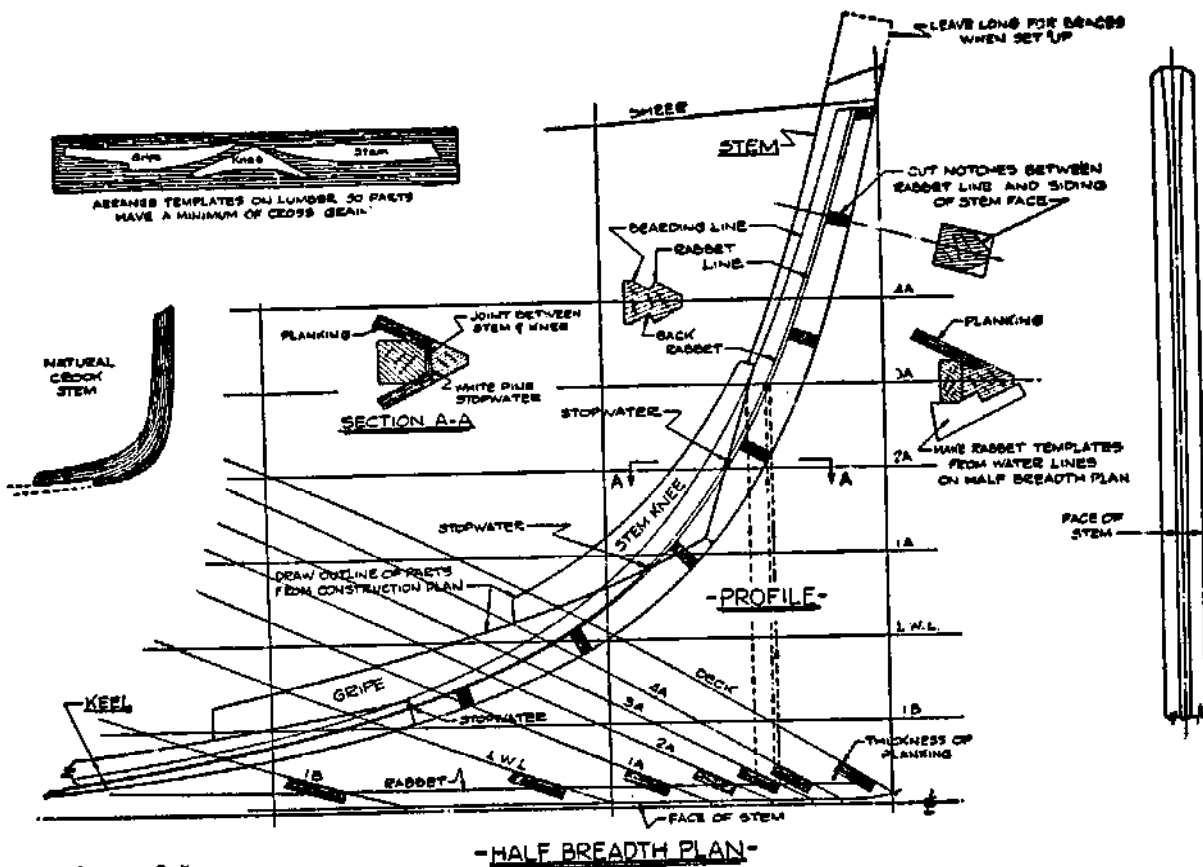 LEAVE LONG FOR BRACES
WHEN SET UP
SHEER
STEM
Gripe
Knee
Stem
ARRANGE TEMPLATES ON LUMBER SO PARTS
HAVE A MINIMUM OF CROSS GRAIN
CUT NOTCHES BETWEEN
RABBET LINE AND SIDING
OF STEM FACE
BEARDING LINE
RABBET
LINE
4A
PLANKING
JOINT BETWEEN
STEM & KNEE
BACK
RABBET
PLANKING
NATURAL
CROOK
STEM
WHITE PINE
STOPWATER
3A
SECTION A-A
STOPWATER
MAKE RABBET TEMPLATES
FROM WATER LINES
ON HALF BREADTH PLAN
2A
A
A
STEM KNEE
STOPWATER
FACE OF
STEM
1A
DRAW OUTLINE OF PARTS
FROM CONSTRUCTION PLAN
-PROFILE-
L.W.L.
GRIPE
DECK
KEEL
4A
3A
STOPWATER
1B
2A
THICKNESS OF
PLANKING
1B
RABBET
L.W.L
1A
FACE OF STEM
-HALF BREADTH PLAN-